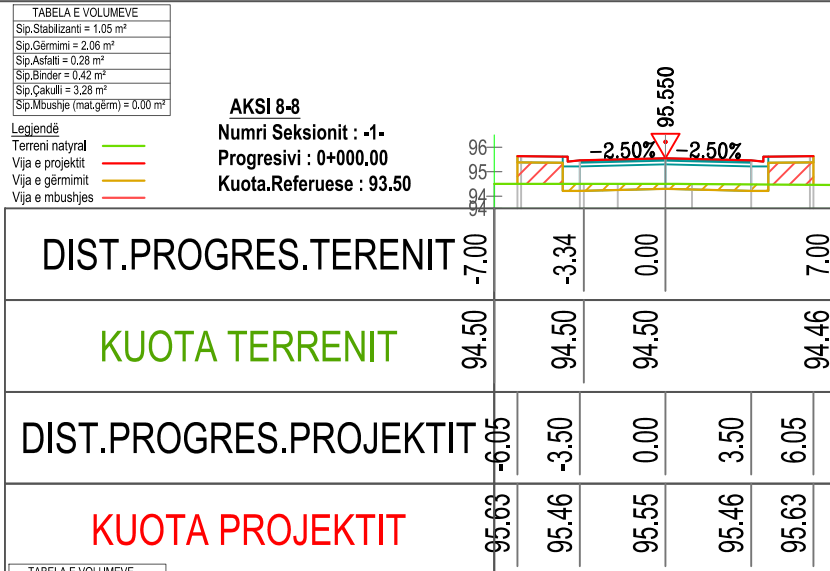 TABELA E VOLUMEVE
Sip.Stabilizanti = 1.05 m²
Sip.Gërmimi = 2.06 m²
Sip.Asfalti = 0.28 m²
Sip.Binder = 0.42 m²
Sip.Çakulli = 3.28 m²
Sip.Mbushje (mat.gërm) = 0.00 m²
Legjendë
Terreni natyral
Vija e projektit
Vija e gërmimit
Vija e mbushjes
AKSI 8-8
Numri Seksionit : -1-
Progresivi : 0+000.00
Kuota.Referuese : 93.50
95.550
-2.50% -2.50%
96
95
94
94
DIST.PROGRES.TERENIT -7.00 -3.34 0.00 7.00
KUOTA TERRENIT 94.50 94.50 94.50 94.46
DIST.PROGRES.PROJEKTIT -6.05 -3.50 0.00 3.50 6.05
KUOTA PROJEKTIT 95.63 95.46 95.55 95.46 95.63
TABELA E VOLUMEVE